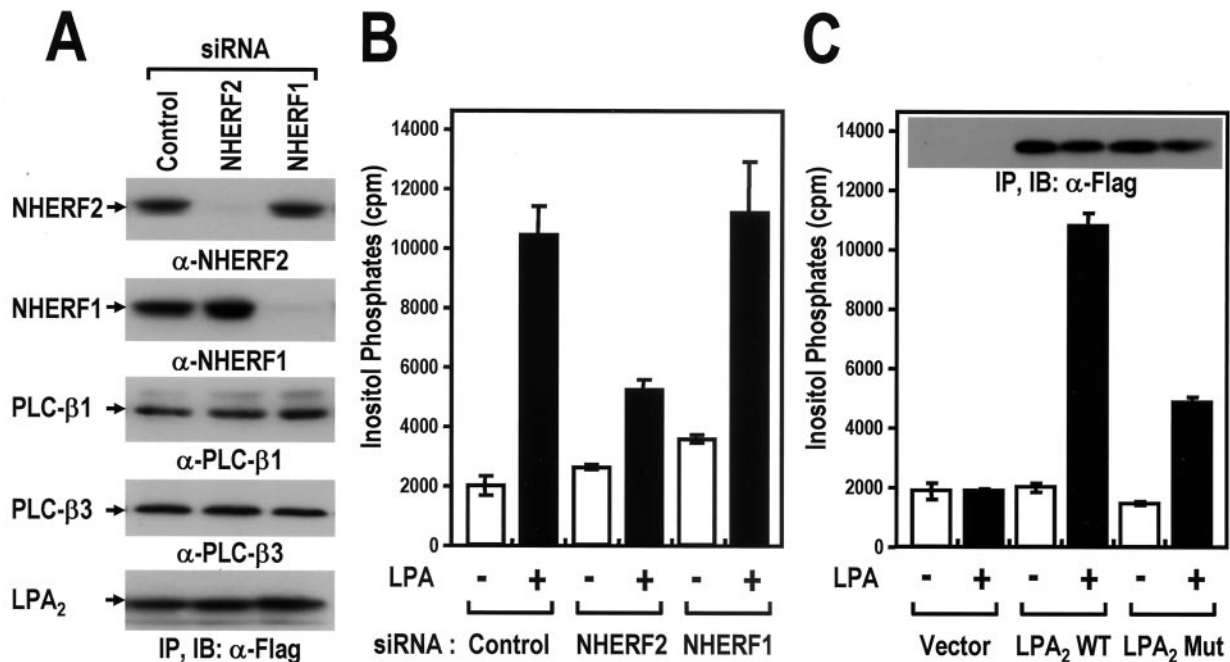 A
siRNA
Control
NHERF2
NHERF1
NHERF2
α-NHERF2
NHERF1
α-NHERF1
PLC-β1
α-PLC-β1
PLC-β3
α-PLC-β3
LPA₂
IP, IB: α-Flag
B
Inositol Phosphates (cpm)
14000
12000
10000
8000
6000
4000
2000
0
LPA - + - + - +
siRNA : Control NHERF2 NHERF1
C
Inositol Phosphates (cpm)
14000
12000
10000
8000
6000
4000
2000
0
IP, IB: α-Flag
LPA - + - + - +
Vector LPA₂ WT LPA₂ Mut